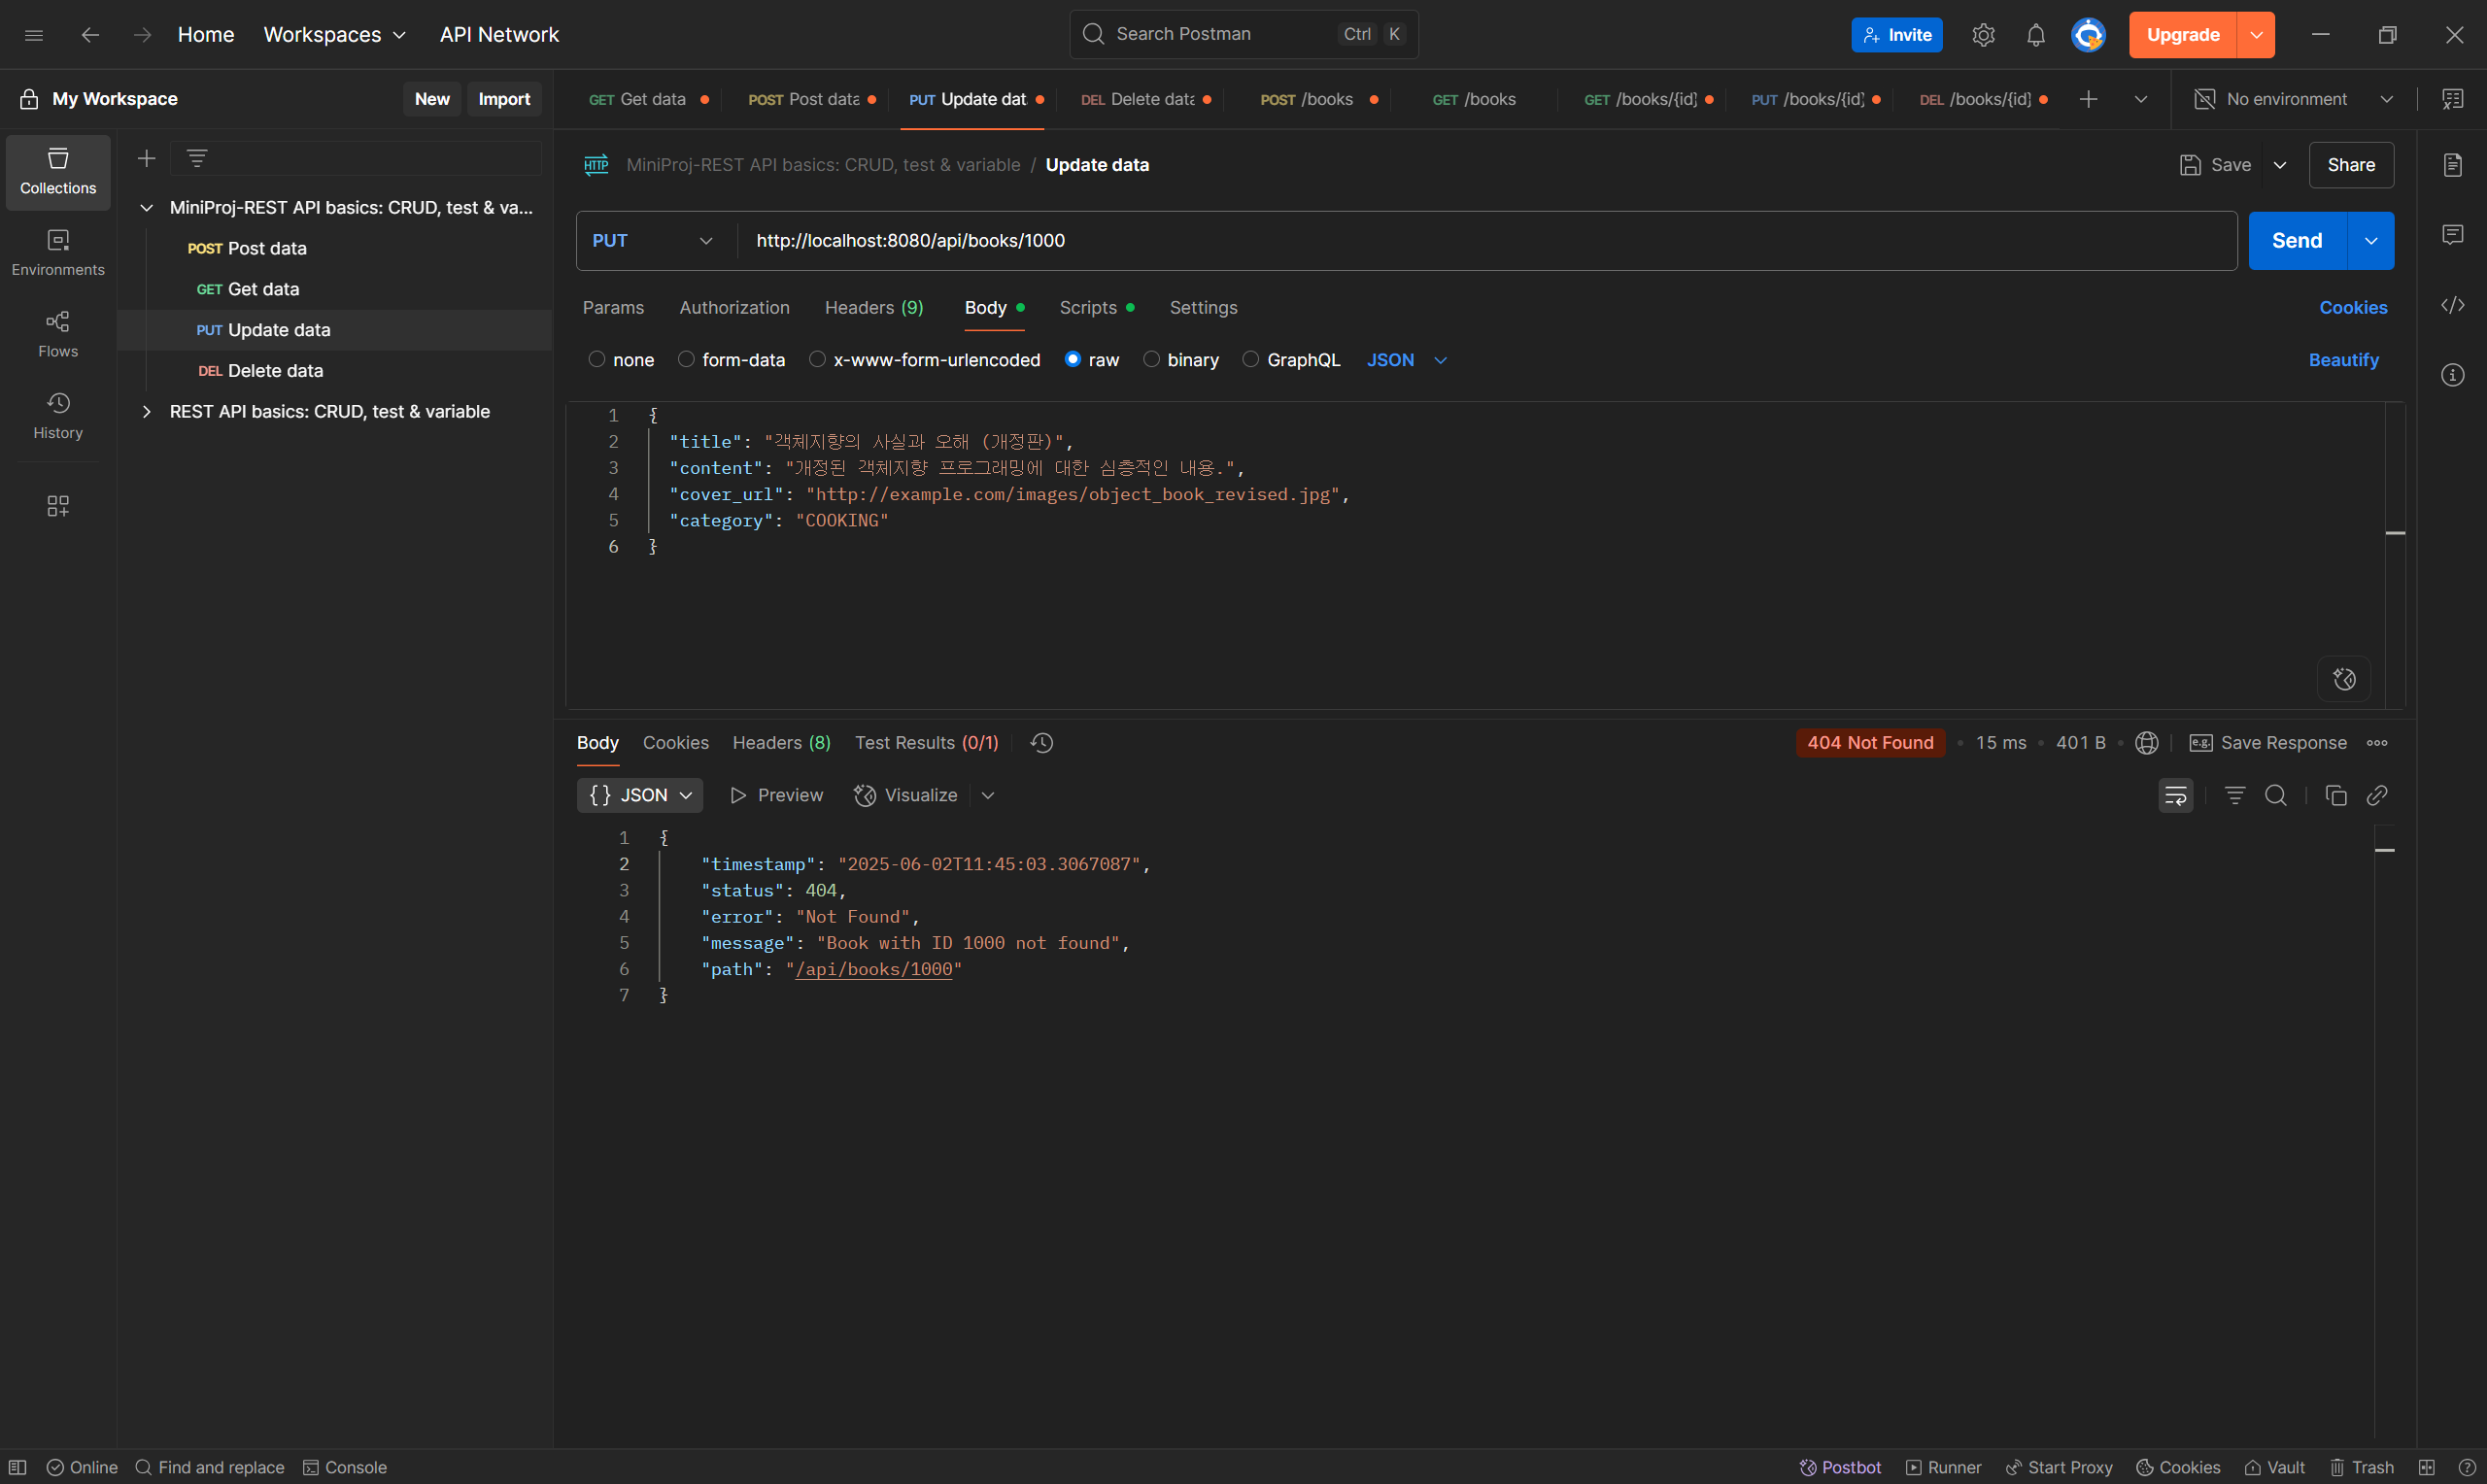 Home Workspaces API Network Search Postman Ctrl K Invite Upgrade
My Workspace New Import
GET Get data POST Post data PUT Update dat DEL Delete data POST /books GET /books GET /books/{id} PUT /books/{id} DEL /books/{id} No environment
Collections
Environments
Flows
History
MiniProj-REST API basics: CRUD, test & va...
POST Post data
GET Get data
PUT Update data
DEL Delete data
REST API basics: CRUD, test & variable
HTTP MiniProj-REST API basics: CRUD, test & variable / Update data Save Share
PUT http://localhost:8080/api/books/1000 Send
Params Authorization Headers (9) Body Scripts Settings Cookies
none form-data x-www-form-urlencoded raw binary GraphQL JSON Beautify
1 {
2 "title": "객체지향의 사실과 오해 (개정판)",
3 "content": "개정된 객체지향 프로그래밍에 대한 심층적인 내용.",
4 "cover_url": "http://example.com/images/object_book_revised.jpg",
5 "category": "COOKING"
6 }
Body Cookies Headers (8) Test Results (0/1) 404 Not Found • 15 ms • 401 B • e.g. Save Response
{} JSON Preview Visualize
1 {
2 "timestamp": "2025-06-02T11:45:03.3067087",
3 "status": 404,
4 "error": "Not Found",
5 "message": "Book with ID 1000 not found",
6 "path": "/api/books/1000"
7 }
Online Find and replace Console Postbot Runner Start Proxy Cookies Vault Trash